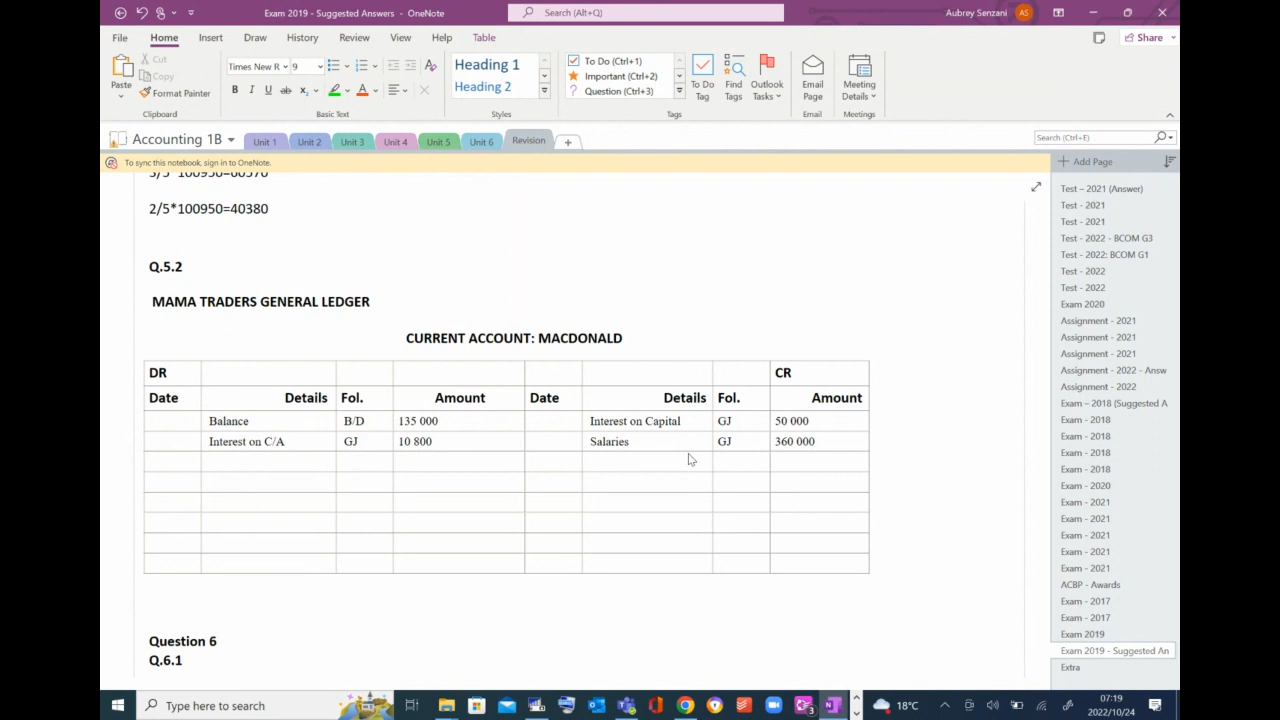 Exam 2019 - Suggested Answers - OneNote
Search (Alt+Q)
Aubrey Senzani
AS
File Home Insert Draw History Review View Help Table
Share
Paste
Cut
Copy
Format Painter
Clipboard
Times New R 9
B I U ab
Basic Text
Heading 1
Heading 2
Styles
To Do (Ctrl+1)
Important (Ctrl+2)
Question (Ctrl+3)
To Do Tag
Find Tags
Outlook Tasks
Tags
Email Page
Email
Meeting Details
Meetings
Accounting 1B
Unit 1 Unit 2 Unit 3 Unit 4 Unit 5 Unit 6 Revision
Search (Ctrl+E)
To sync this notebook, sign in to OneNote.
3/5*100950=60570
2/5*100950=40380
Q.5.2
MAMA TRADERS GENERAL LEDGER
CURRENT ACCOUNT: MACDONALD
DR CR
Date Details Fol. Amount Date Details Fol. Amount
Balance B/D 135 000 Interest on Capital GJ 50 000
Interest on C/A GJ 10 800 Salaries GJ 360 000
Question 6
Q.6.1
Add Page
Test – 2021 (Answer)
Test - 2021
Test - 2021
Test - 2022 - BCOM G3
Test - 2022: BCOM G1
Test - 2022
Test - 2022
Exam 2020
Assignment - 2021
Assignment - 2021
Assignment - 2021
Assignment - 2022 - Answ
Assignment - 2022
Exam – 2018 (Suggested A
Exam - 2018
Exam - 2018
Exam - 2018
Exam - 2018
Exam - 2020
Exam - 2021
Exam - 2021
Exam - 2021
Exam - 2021
Exam - 2021
ACBP - Awards
Exam - 2017
Exam - 2017
Exam 2019
Exam 2019 - Suggested An
Extra
Type here to search
18°C
07:19
2022/10/24